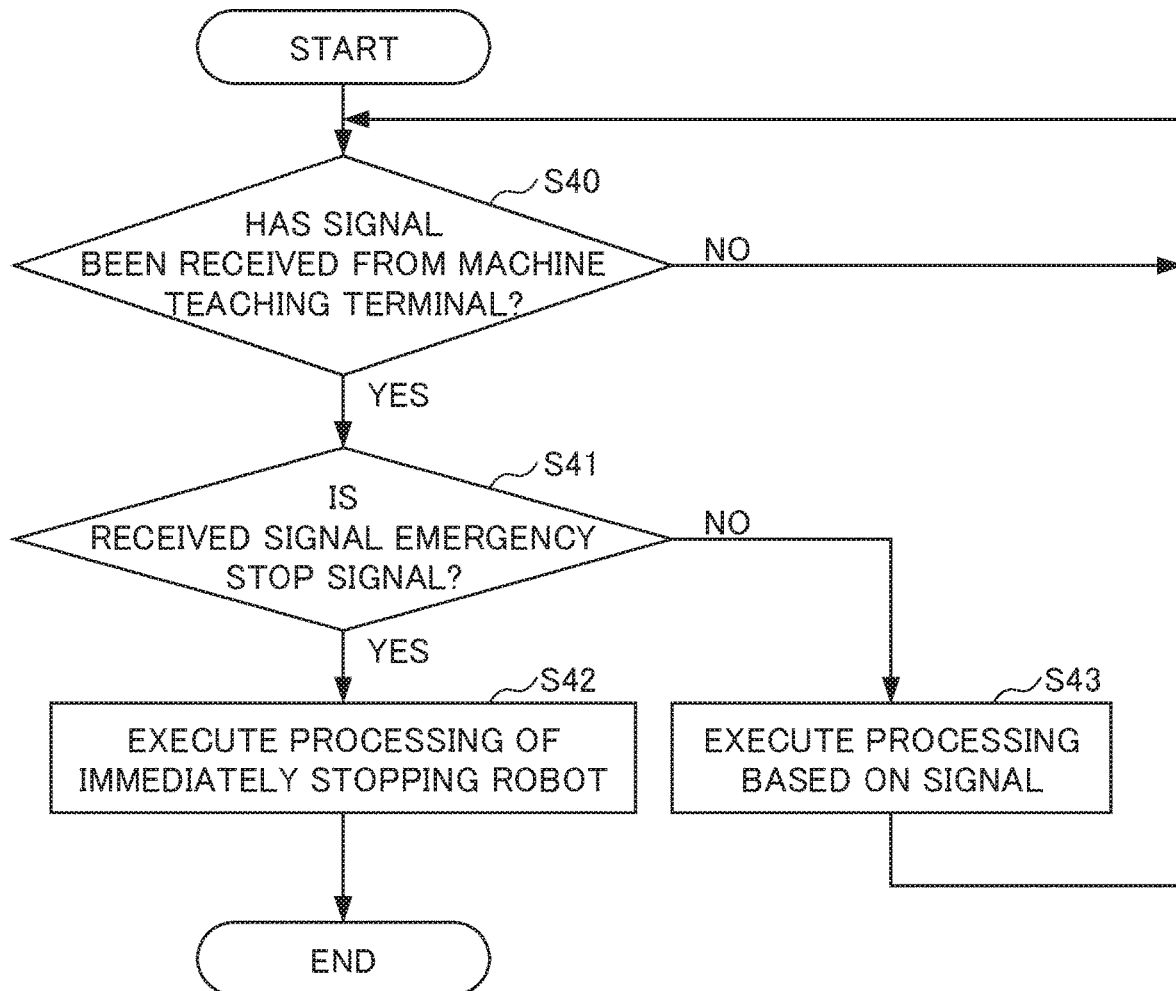 START
S40
HAS SIGNAL
BEEN RECEIVED FROM MACHINE
TEACHING TERMINAL?
NO
YES
S41
IS
RECEIVED SIGNAL EMERGENCY
STOP SIGNAL?
NO
YES
S42
EXECUTE PROCESSING OF
IMMEDIATELY STOPPING ROBOT
S43
EXECUTE PROCESSING
BASED ON SIGNAL
END